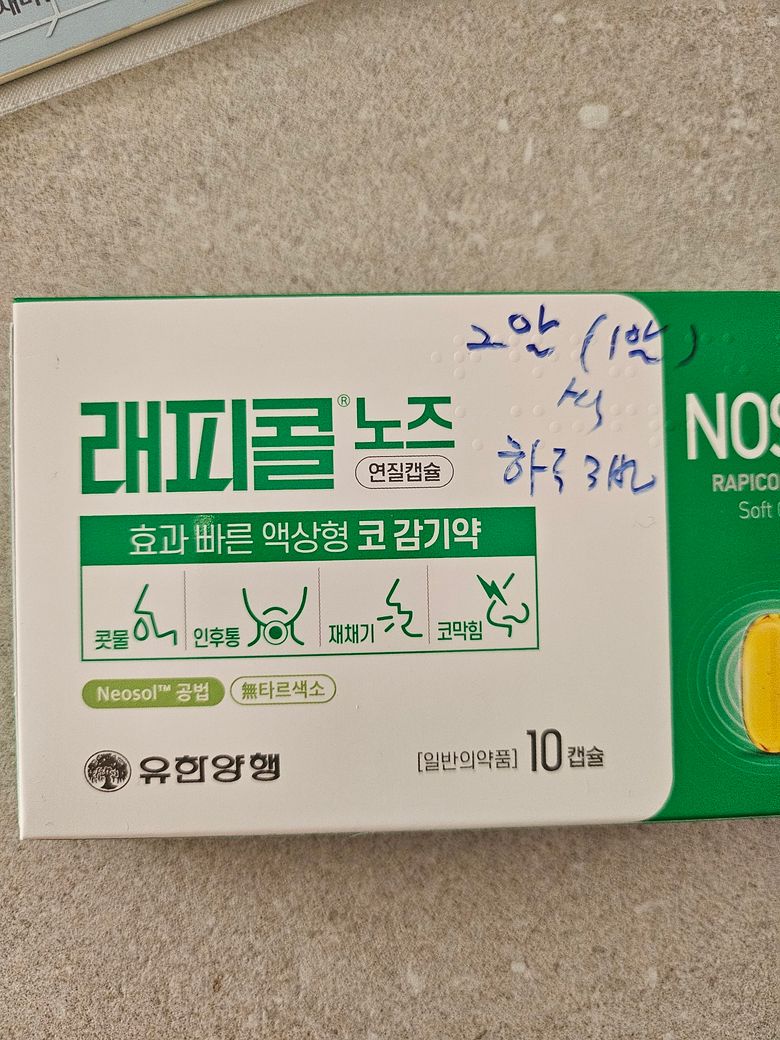 래피콜® 노즈
연질캡슐
효과 빠른 액상형 코 감기약
콧물 인후통 재채기 코막힘
Neosol™ 공법 無타르색소
유한양행
[일반의약품] 10캡슐
2알 (1알)
씩
하루 3번
NOS
RAPICO
Soft